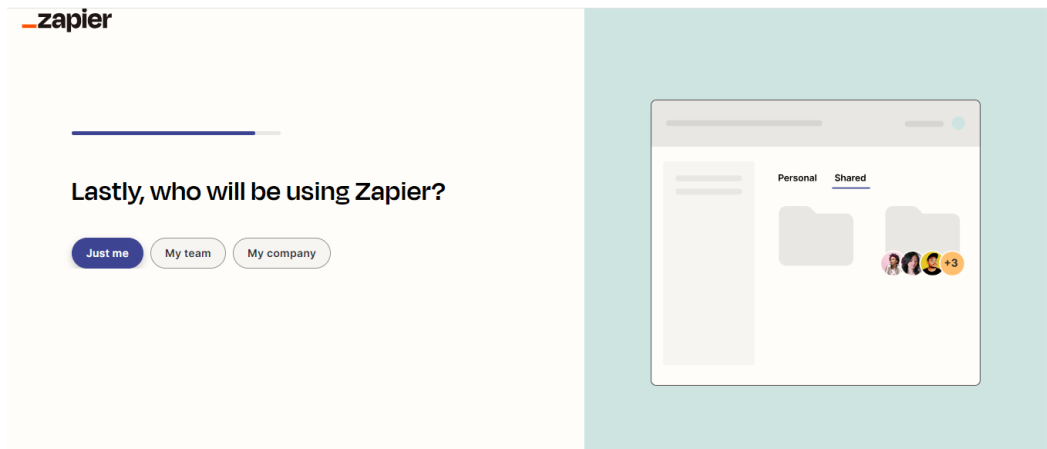 _zapier
Lastly, who will be using Zapier?
Just me
My team
My company
Personal
Shared
+3